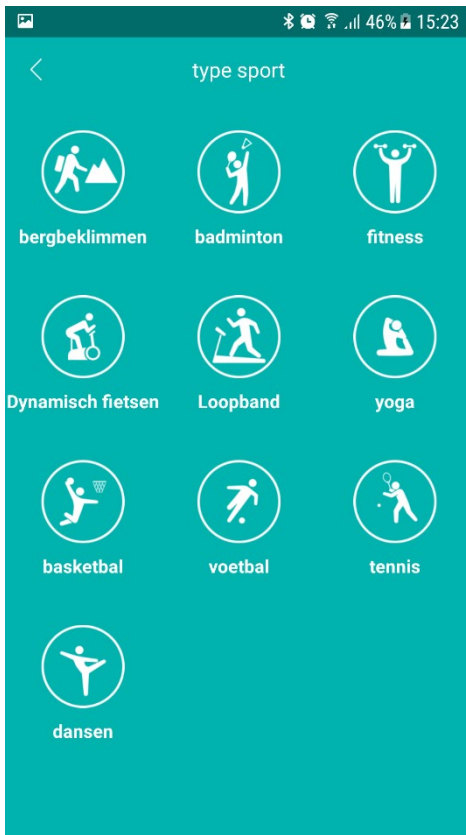 46% 15:23
type sport
bergbeklimmen badminton fitness
Dynamisch fietsen Loopband yoga
basketbal voetbal tennis
dansen